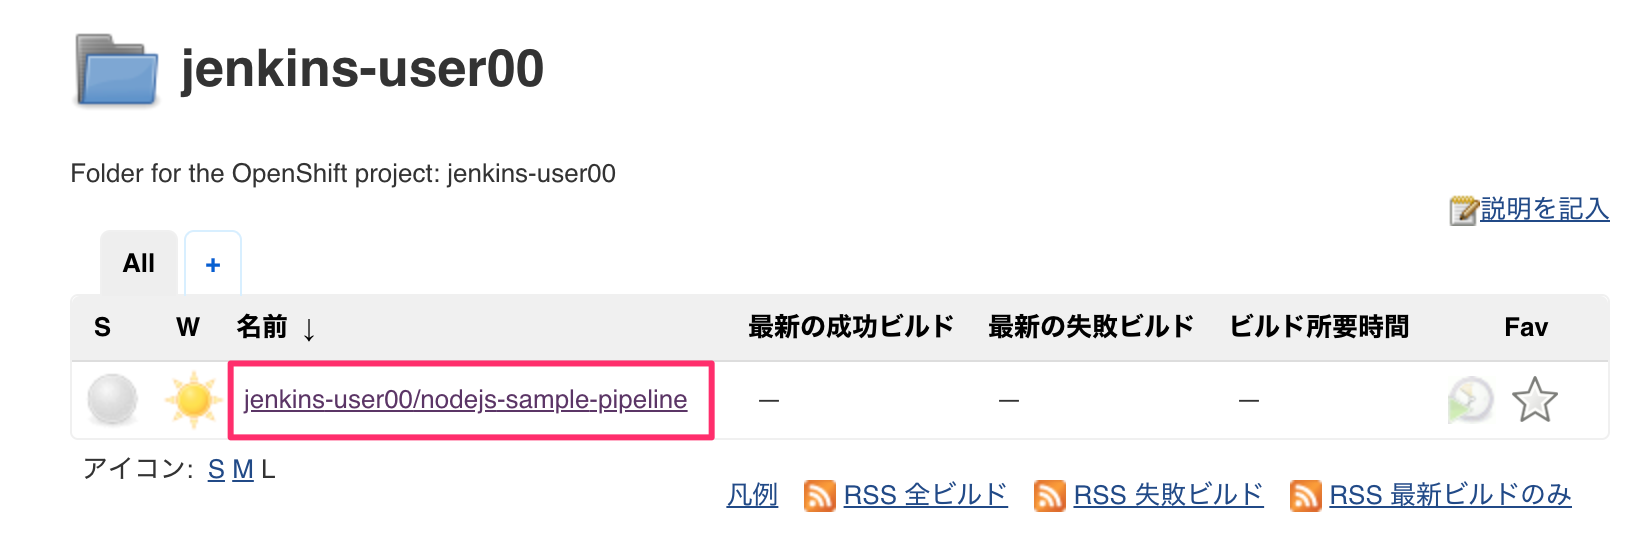 jenkins-user00
Folder for the OpenShift project: jenkins-user00
説明を記入
All +
S W 名前 ↓ 最新の成功ビルド 最新の失敗ビルド ビルド所要時間 Fav
jenkins-user00/nodejs-sample-pipeline — — —
アイコン: S M L
凡例 RSS 全ビルド RSS 失敗ビルド RSS 最新ビルドのみ